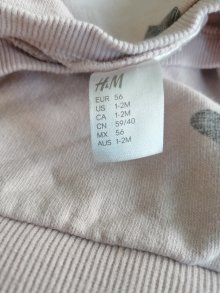 H&M
EUR 56
US 1-2M
CA 1-2M
CN 59/40
MX 56
AUS 1-2M